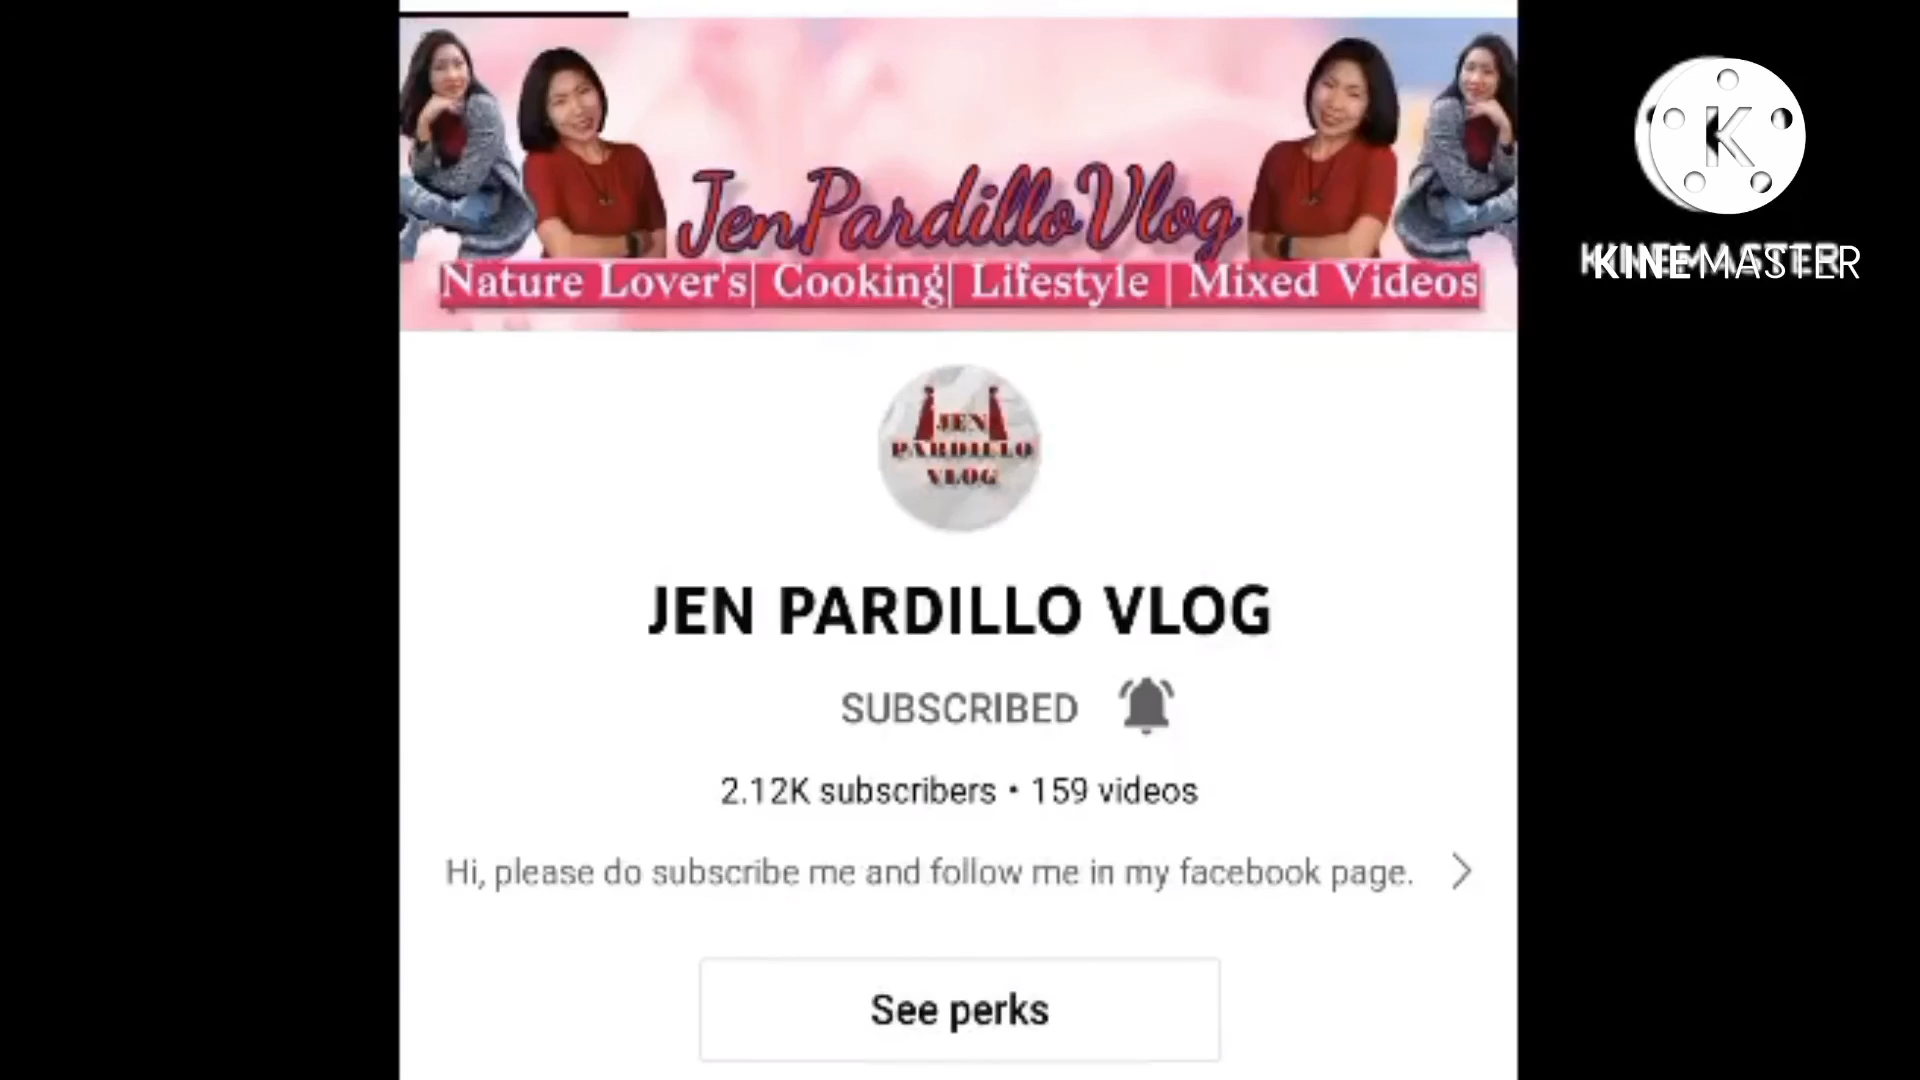 JenPardilloVlog
Nature Lover's| Cooking| Lifestyle | Mixed Videos
JEN
PARDILLO
VLOG
JEN PARDILLO VLOG
SUBSCRIBED
2.12K subscribers • 159 videos
Hi, please do subscribe me and follow me in my facebook page.
See perks
K
KINEMASTER